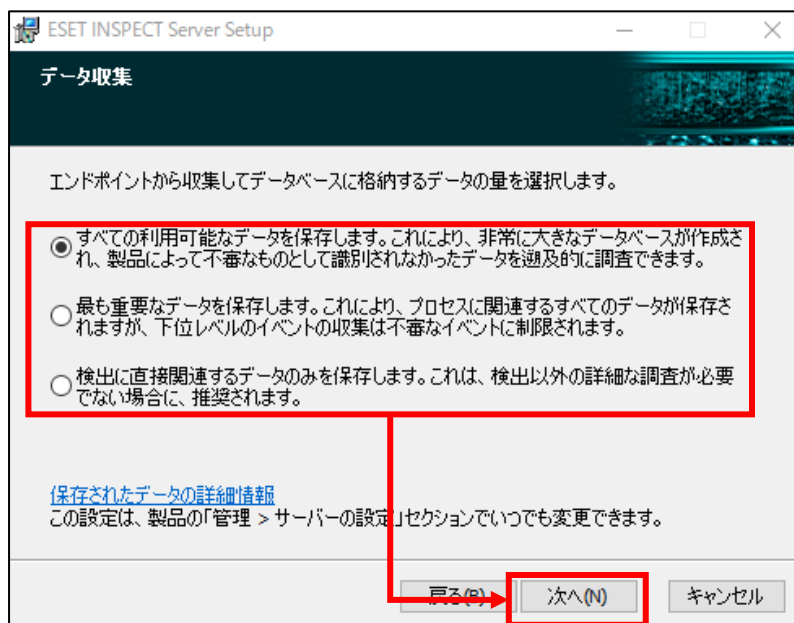 ESET INSPECT Server Setup
データ収集
エンドポイントから収集してデータベースに格納するデータの量を選択します。
すべての利用可能なデータを保存します。これにより、非常に大きなデータベースが作成さ
れ、製品によって不審なものとして識別されなかったデータを遡及的に調査できます。
最も重要なデータを保存します。これにより、プロセスに関連するすべてのデータが保存さ
れますが、下位レベルのイベントの収集は不審なイベントに制限されます。
検出に直接関連するデータのみを保存します。これは、検出以外の詳細な調査が必要
でない場合に、推奨されます。
保存されたデータの詳細情報
この設定は、製品の「管理 > サーバーの設定」セクションでいつでも変更できます。
戻る(B) 次へ(N) キャンセル